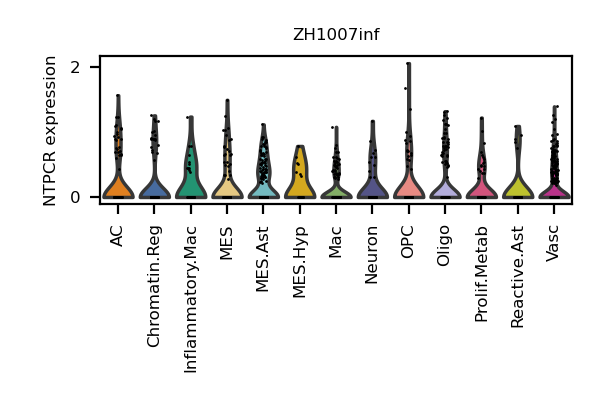 ZH1007inf
NTPCR expression
2
0
AC
Chromatin.Reg
Inflammatory.Mac
MES
MES.Ast
MES.Hyp
Mac
Neuron
OPC
Oligo
Prolif.Metab
Reactive.Ast
Vasc